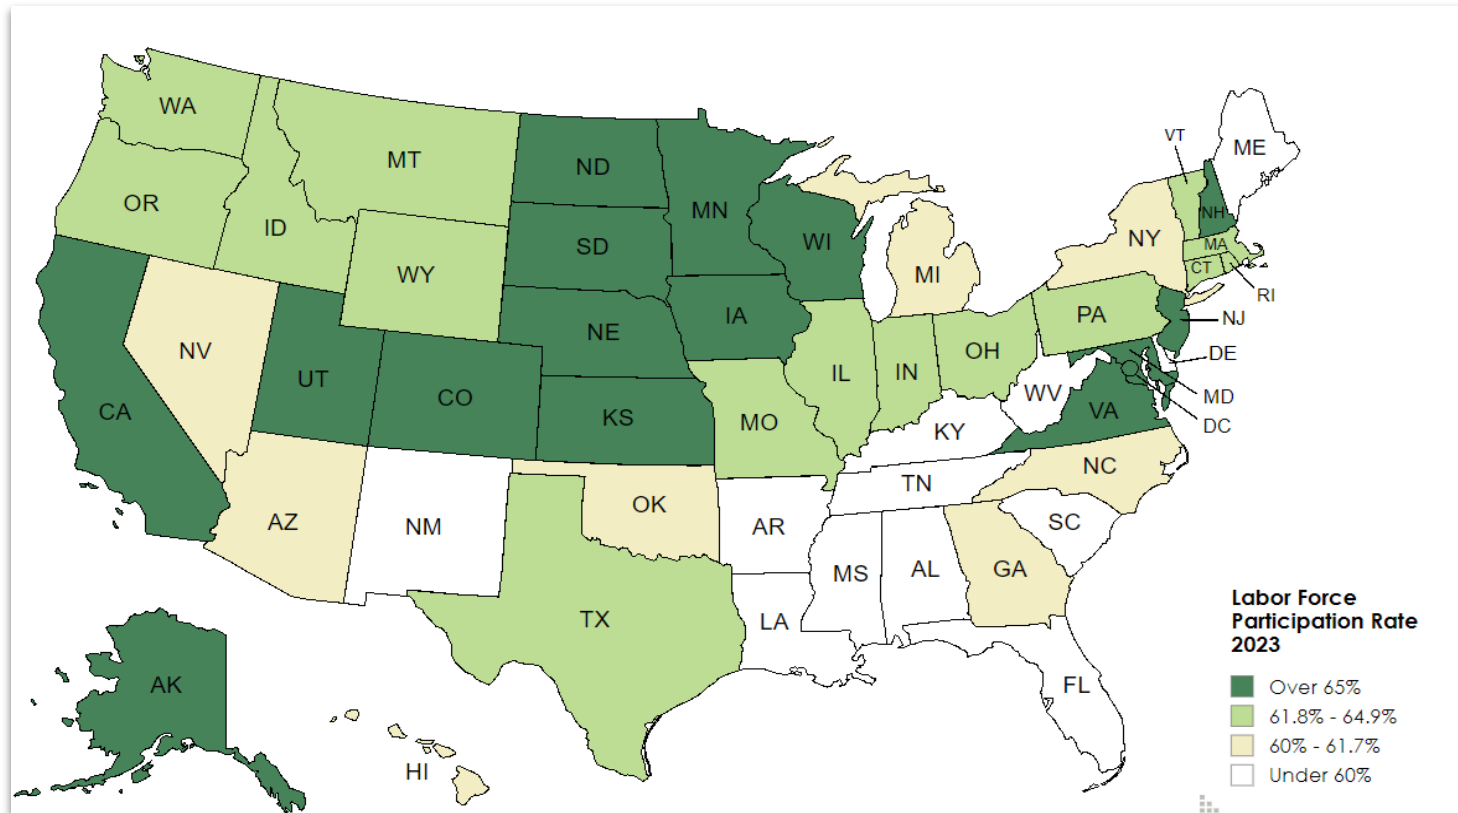 WA
MT
ND
MN
OR
ID
WY
SD
WI
MI
VT
ME
NH
NY
MA
CT
RI
NJ
DE
MD
DC
PA
NV
UT
CO
NE
IA
IL
IN
OH
CA
KS
MO
WV
VA
KY
NC
TN
AZ
NM
OK
AR
SC
MS
AL
GA
TX
LA
FL
AK
HI
Labor Force
Participation Rate
2023
Over 65%
61.8% - 64.9%
60% - 61.7%
Under 60%